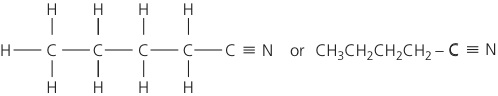 H H H H
H — C — C — C — C — C ≡ N or CH₃CH₂CH₂CH₂ – C ≡ N
H H H H